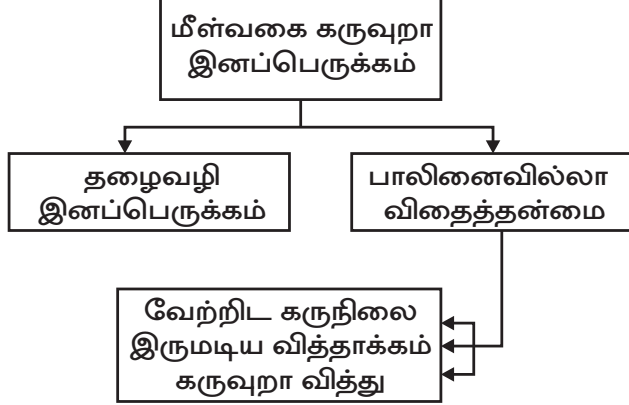 மீள்வகை கருவுறா
இனப்பெருக்கம்
தழைவழி
இனப்பெருக்கம்
பாலினைவில்லா
விதைத்தன்மை
வேற்றிட கருநிலை
இருமடிய வித்தாக்கம்
கருவுறா வித்து